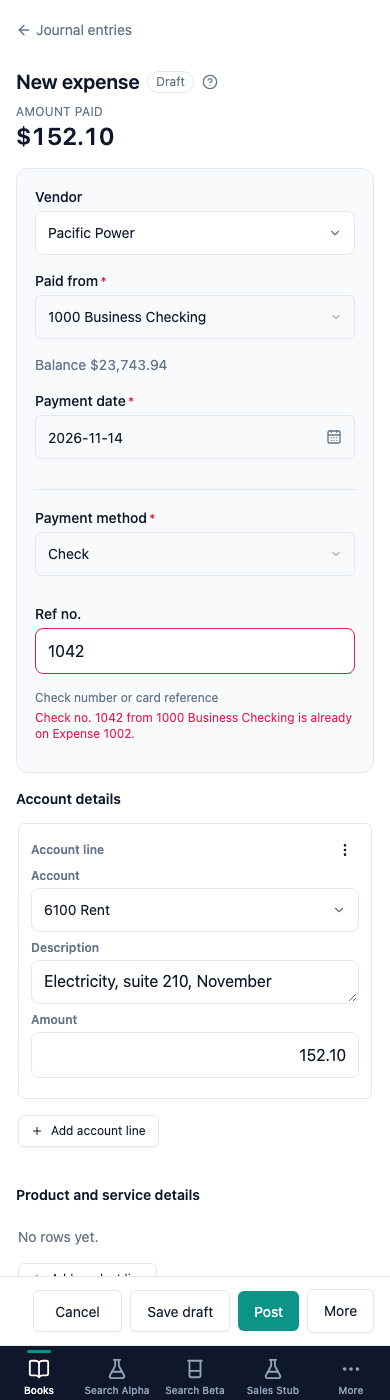 Journal entries
New expense Draft
AMOUNT PAID
$152.10
Vendor
Pacific Power
Paid from *
1000 Business Checking
Balance $23,743.94
Payment date *
2026-11-14
Payment method *
Check
Ref no.
1042
Check number or card reference
Check no. 1042 from 1000 Business Checking is already
on Expense 1002.
Account details
Account line
Account
6100 Rent
Description
Electricity, suite 210, November
Amount
152.10
+ Add account line
Product and service details
No rows yet.
Cancel Save draft Post More
Books Search Alpha Search Beta Sales Stub More